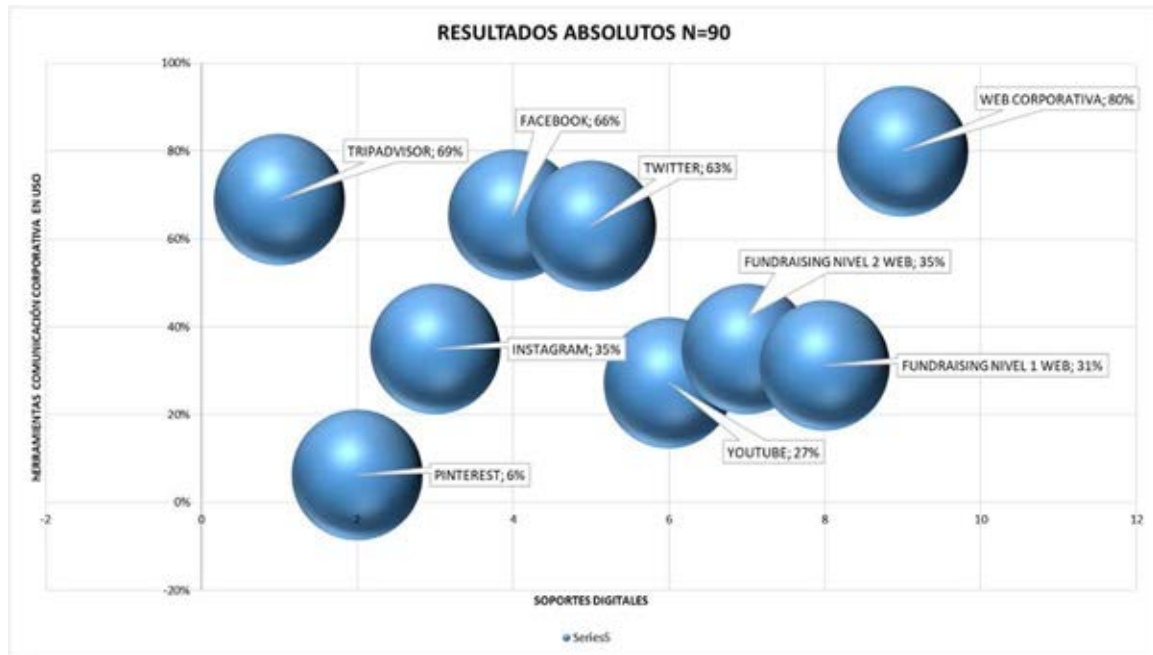 RESULTADOS ABSOLUTOS N=90
100%
80%
60%
40%
20%
0%
-20%
HERRAMIENTAS COMUNICACIÓN CORPORATIVA EN USO
WEB CORPORATIVA; 80%
FACEBOOK; 66%
TRIPADVISOR; 69%
TWITTER; 63%
FUNDRAISING NIVEL 2 WEB; 35%
INSTAGRAM; 35%
FUNDRAISING NIVEL 1 WEB; 31%
YOUTUBE; 27%
PINTEREST; 6%
-2 0 2 4 6 8 10 12
SOPORTES DIGITALES
Series5